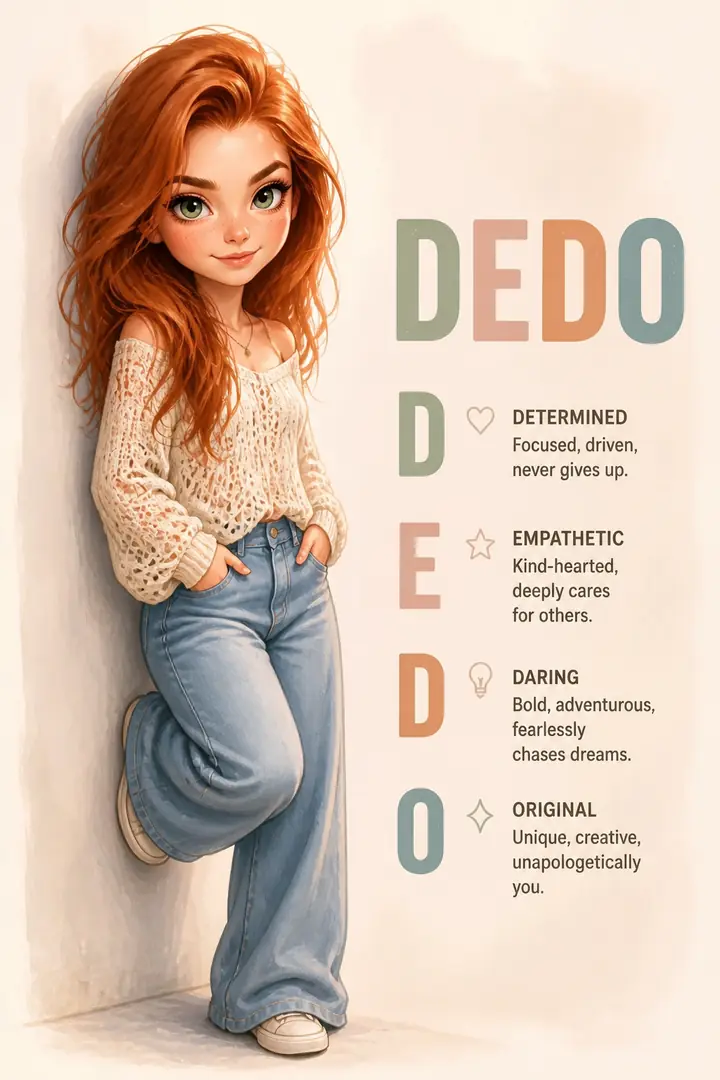 DEDO
D
DETERMINED
Focused, driven,
never gives up.
E
EMPATHETIC
Kind-hearted,
deeply cares
for others.
D
DARING
Bold, adventurous,
fearlessly
chases dreams.
O
ORIGINAL
Unique, creative,
unapologetically
you.